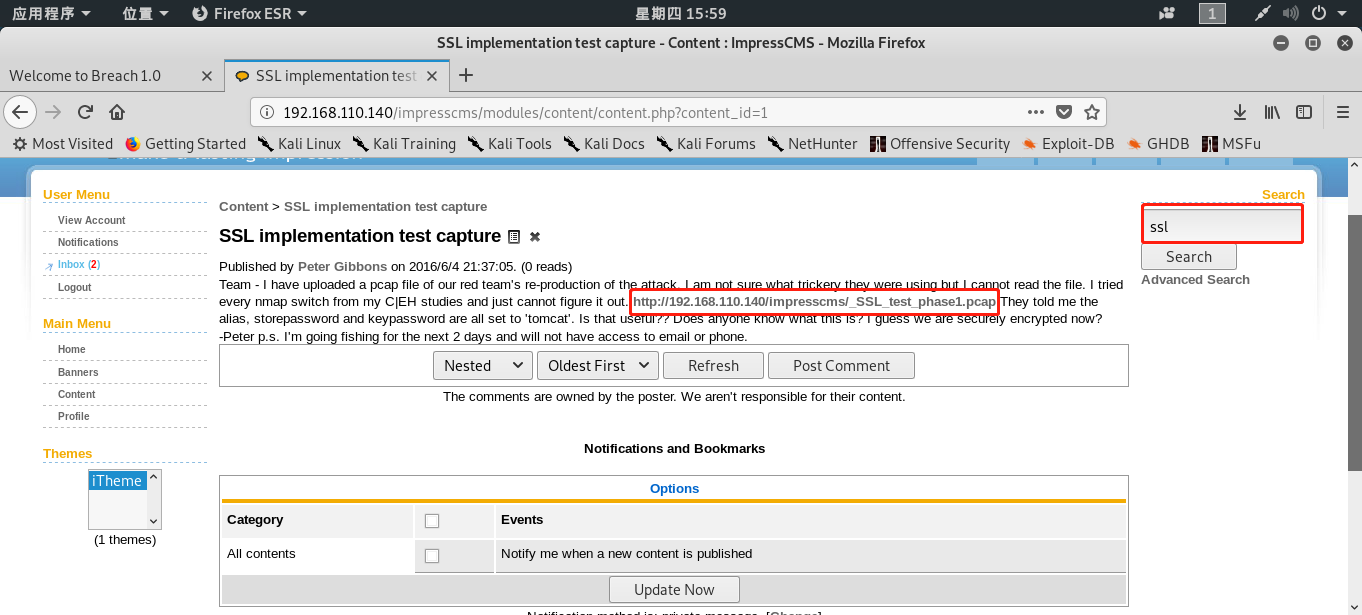 应用程序 位置 Firefox ESR 星期四 15:59 1
SSL implementation test capture - Content : ImpressCMS - Mozilla Firefox
Welcome to Breach 1.0 SSL implementation test
192.168.110.140/impresscms/modules/content/content.php?content_id=1
Most Visited Getting Started Kali Linux Kali Training Kali Tools Kali Docs Kali Forums NetHunter Offensive Security Exploit-DB GHDB MSFu
User Menu
View Account
Notifications
Inbox (2)
Logout
Main Menu
Home
Banners
Content
Profile
Themes
iTheme
(1 themes)
Content > SSL implementation test capture
SSL implementation test capture
Published by Peter Gibbons on 2016/6/4 21:37:05. (0 reads)
Team - I have uploaded a pcap file of our red team's re-production of the attack. I am not sure what trickery they were using but I cannot read the file. I tried
every nmap switch from my C|EH studies and just cannot figure it out. http://192.168.110.140/impresscms/_SSL_test_phase1.pcap They told me the
alias, storepassword and keypassword are all set to 'tomcat'. Is that useful?? Does anyone know what this is? I guess we are securely encrypted now?
-Peter p.s. I'm going fishing for the next 2 days and will not have access to email or phone.
Nested Oldest First Refresh Post Comment
The comments are owned by the poster. We aren't responsible for their content.
Notifications and Bookmarks
Options
Category Events
All contents Notify me when a new content is published
Update Now
Search
ssl
Search
Advanced Search